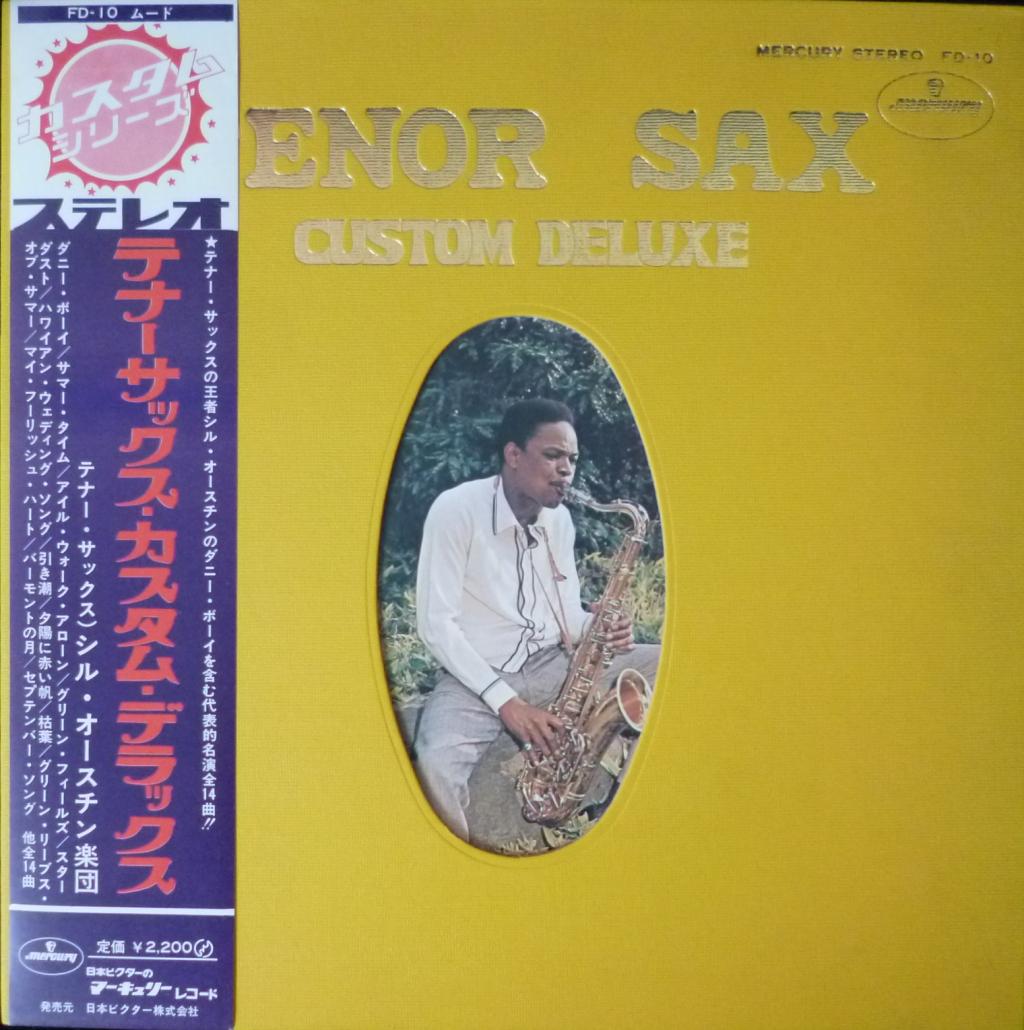 FD-10 ムード
カスタム
シリーズ
ステレオ
★テナー・サックスの王者シル・オースチンのダニー・ボーイを含む代表的名演全14曲!!
テナーサックス・カスタム・デラックス
テナー・サックス)シル・オースチン楽団
ダニー・ボーイ/サマー・タイム/アイル・ウォーク・アローン/グリーン・フィールズ/スター
ダスト/ハワイアン・ウェディング・ソング/引き潮/夕陽に赤い帆/枯葉/グリーン・リーブス・
オブ・サマー/マイ・フーリッシュ・ハート/バーモントの月/セプテンバー・ソング 他全14曲
mercury
定価 ¥2,200
日本ビクターの
マーキュリーレコード
発売元 日本ビクター株式会社
MERCURY STEREO FD-10
mercury
ENOR SAX
CUSTOM DELUXE